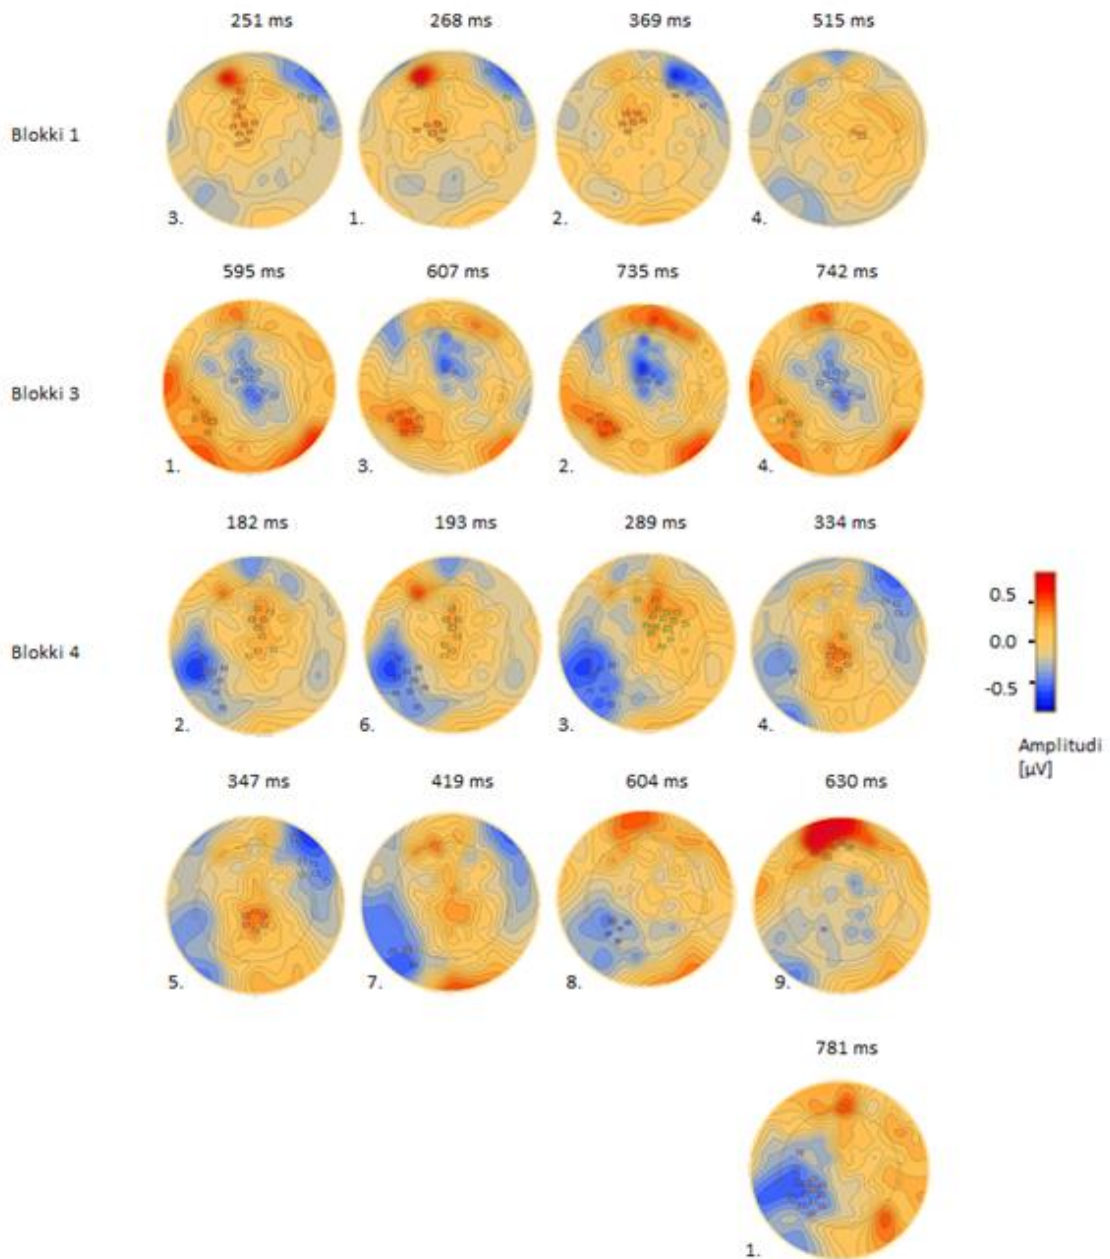 251 ms 268 ms 369 ms 515 ms
Blokki 1
3. 1. 2. 4.
595 ms 607 ms 735 ms 742 ms
Blokki 3
1. 3. 2. 4.
182 ms 193 ms 289 ms 334 ms
0.5
0.0
Blokki 4
-0.5
2. 6. 3. 4.
Amplitudi
[µV]
347 ms 419 ms 604 ms 630 ms
5. 7. 8. 9.
781 ms
1.